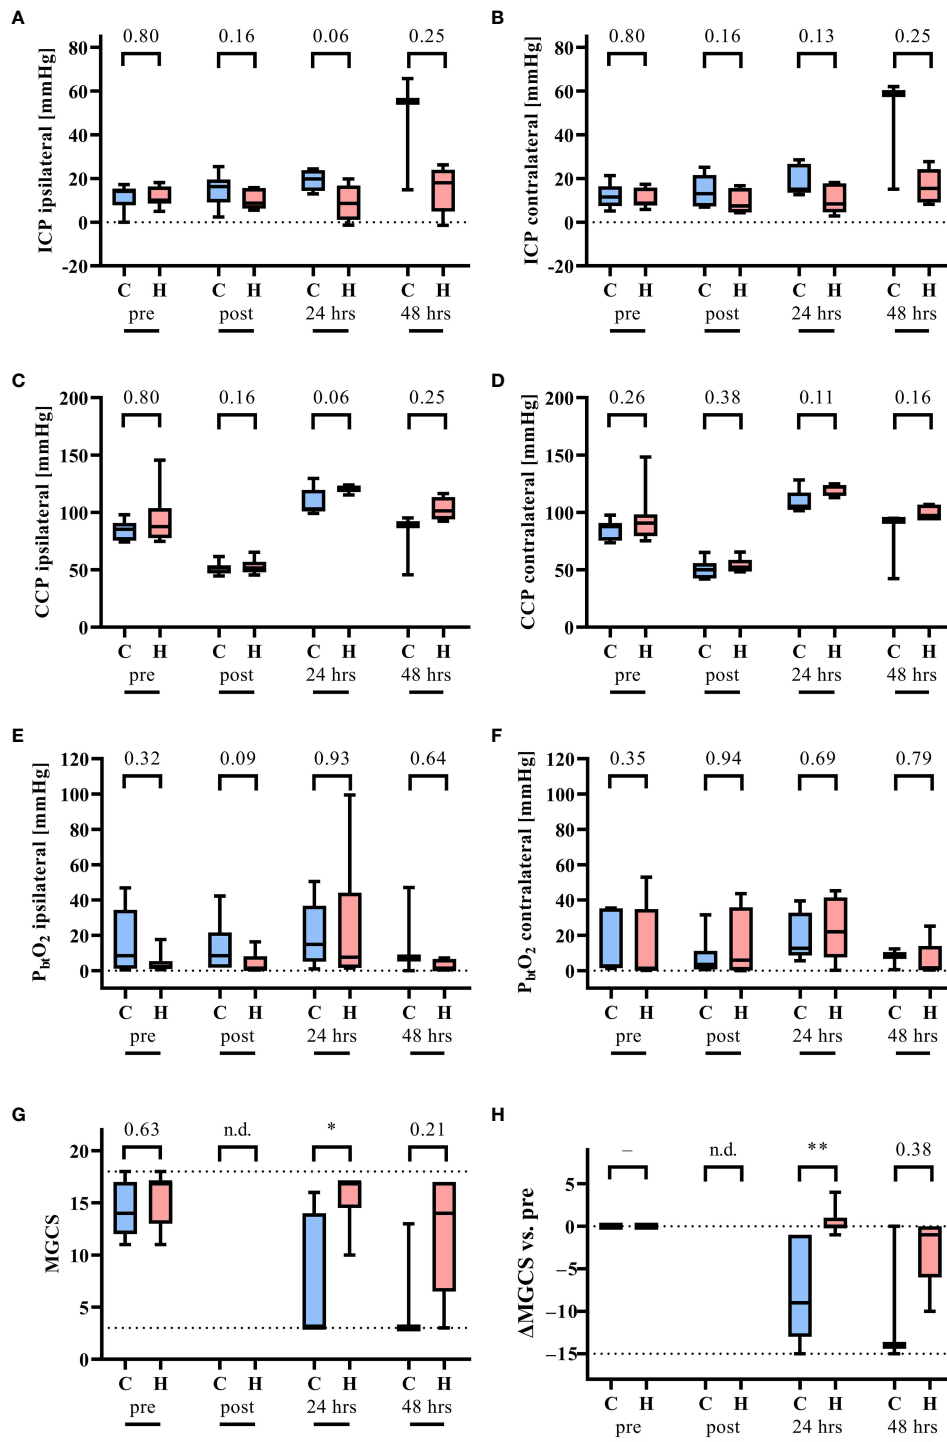 A
B
0.80 0.16 0.06 0.25
0.80 0.16 0.13 0.25
ICP ipsilateral [mmHg]
80
60
40
20
0
-20
C H C H C H C H
pre post 24 hrs 48 hrs
ICP contralateral [mmHg]
80
60
40
20
0
-20
C H C H C H C H
pre post 24 hrs 48 hrs
C
D
0.80 0.16 0.06 0.25
0.26 0.38 0.11 0.16
CCP ipsilateral [mmHg]
200
150
100
50
0
C H C H C H C H
pre post 24 hrs 48 hrs
CCP contralateral [mmHg]
200
150
100
50
0
C H C H C H C H
pre post 24 hrs 48 hrs
E
F
0.32 0.09 0.93 0.64
0.35 0.94 0.69 0.79
PbtO2 ipsilateral [mmHg]
120
100
80
60
40
20
0
C H C H C H C H
pre post 24 hrs 48 hrs
PbtO2 contralateral [mmHg]
120
100
80
60
40
20
0
C H C H C H C H
pre post 24 hrs 48 hrs
G
H
0.63 n.d. * 0.21
– n.d. ** 0.38
MGCS
20
15
10
5
0
C H C H C H C H
pre post 24 hrs 48 hrs
ΔMGCS vs. pre
5
0
−5
−10
−15
C H C H C H C H
pre post 24 hrs 48 hrs